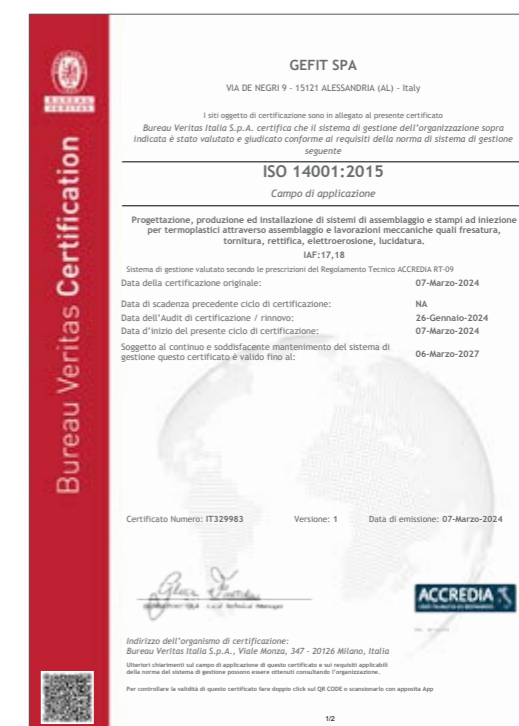 BUREAU
VERITAS
Bureau Veritas Certification
GEFIT SPA
VIA DE NEGRI 9 - 15121 ALESSANDRIA (AL) - Italy
I siti oggetto di certificazione sono in allegato al presente certificato
Bureau Veritas Italia S.p.A. certifica che il sistema di gestione dell'organizzazione sopra
indicata è stato valutato e giudicato conforme ai requisiti della norma di sistema di gestione
seguente
ISO 14001:2015
Campo di applicazione
Progettazione, produzione ed installazione di sistemi di assemblaggio e stampi ad iniezione
per termoplastici attraverso assemblaggio e lavorazioni meccaniche quali fresatura,
tornitura, rettifica, elettroerosione, lucidatura.
IAF:17,18
Sistema di gestione valutato secondo le prescrizioni del Regolamento Tecnico ACCREDIA RT-09
Data della certificazione originale: 07-Marzo-2024
Data di scadenza precedente ciclo di certificazione: NA
Data dell'Audit di certificazione / rinnovo: 26-Gennaio-2024
Data d'inizio del presente ciclo di certificazione: 07-Marzo-2024
Soggetto al continuo e soddisfacente mantenimento del sistema di
gestione questo certificato è valido fino al: 06-Marzo-2027
Certificato Numero: IT329983 Versione: 1 Data di emissione: 07-Marzo-2024
Local Technical Manager
ACCREDIA
Indirizzo dell'organismo di certificazione:
Bureau Veritas Italia S.p.A., Viale Monza, 347 - 20126 Milano, Italia
Ulteriori chiarimenti sul campo di applicazione di questo certificato e sui requisiti applicabili
della norma del sistema di gestione possono essere ottenuti consultando l'organizzazione.
Per controllare la validità di questo certificato fare doppio click sul QR CODE o scansionarlo con apposita App
1/2